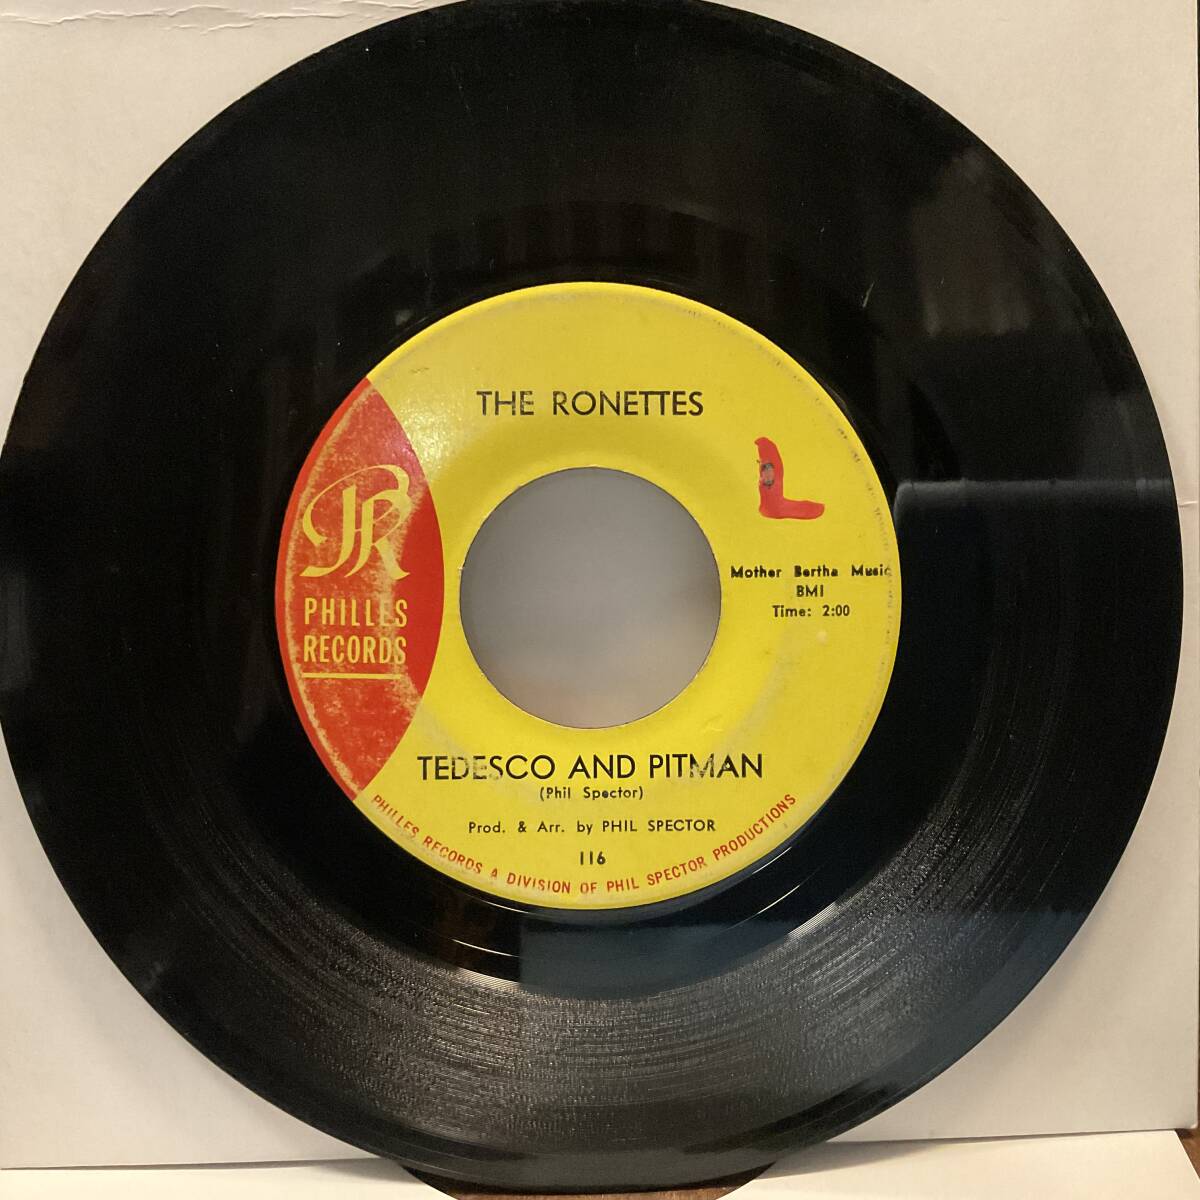 THE RONETTES
L
PR
PHILLES
RECORDS
Mother Bertha Music
BMI
Time: 2:00
TEDESCO AND PITMAN
(Phil Spector)
Prod. & Arr. by PHIL SPECTOR
116
PHILLES RECORDS A DIVISION OF PHIL SPECTOR PRODUCTIONS